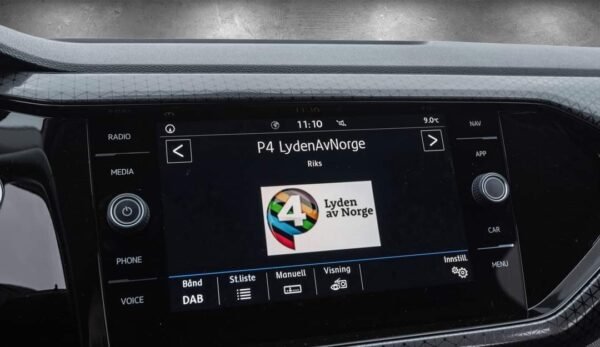 RADIO
MEDIA
PHONE
VOICE
11:10
9.0°C
P4 LydenAvNorge
Riks
4
Lyden
av Norge
Bånd
DAB
St.liste
Manuell
Visning
Innstill.
NAV
APP
CAR
MENU